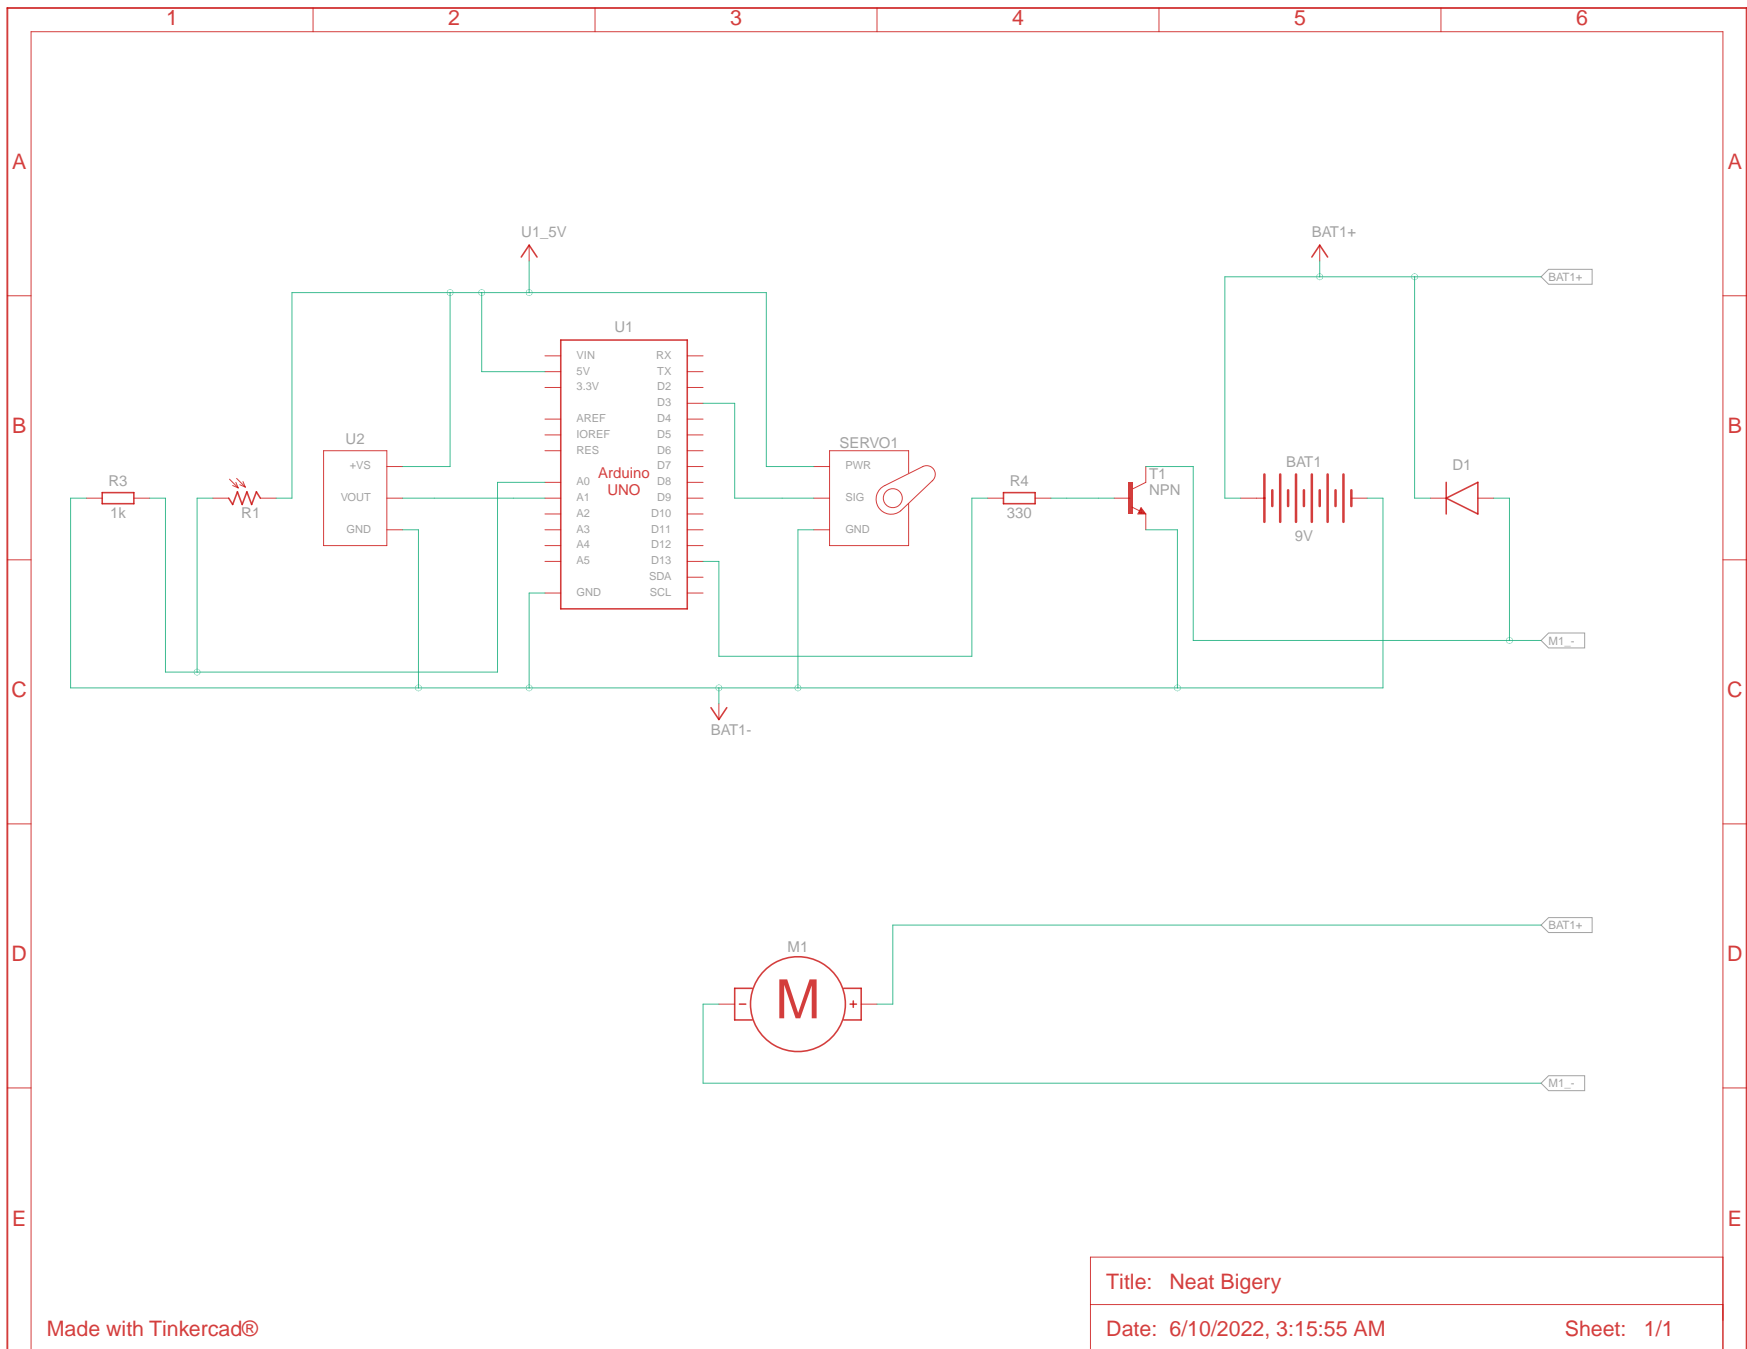 1 2 3 4 5 6
A A
U1_5V BAT1+
BAT1+
U1
VIN RX
5V TX
3.3V D2
D3
AREF D4
B IOREF D5 B
RES D6
D7
A0 D8
A1 D9
A2 D10
A3 D11
A4 D12
A5 D13
SDA
GND SCL
Arduino
UNO
U2
+VS
VOUT
GND
SERVO1
PWR
SIG
GND
R3
1k
R1
R4
330
T1
NPN
BAT1
9V
D1
M1_-
C C
BAT1-
BAT1+
D M1 D
M
- +
M1_-
E E
Title: Neat Bigery
Made with Tinkercad®
Date: 6/10/2022, 3:15:55 AM Sheet: 1/1